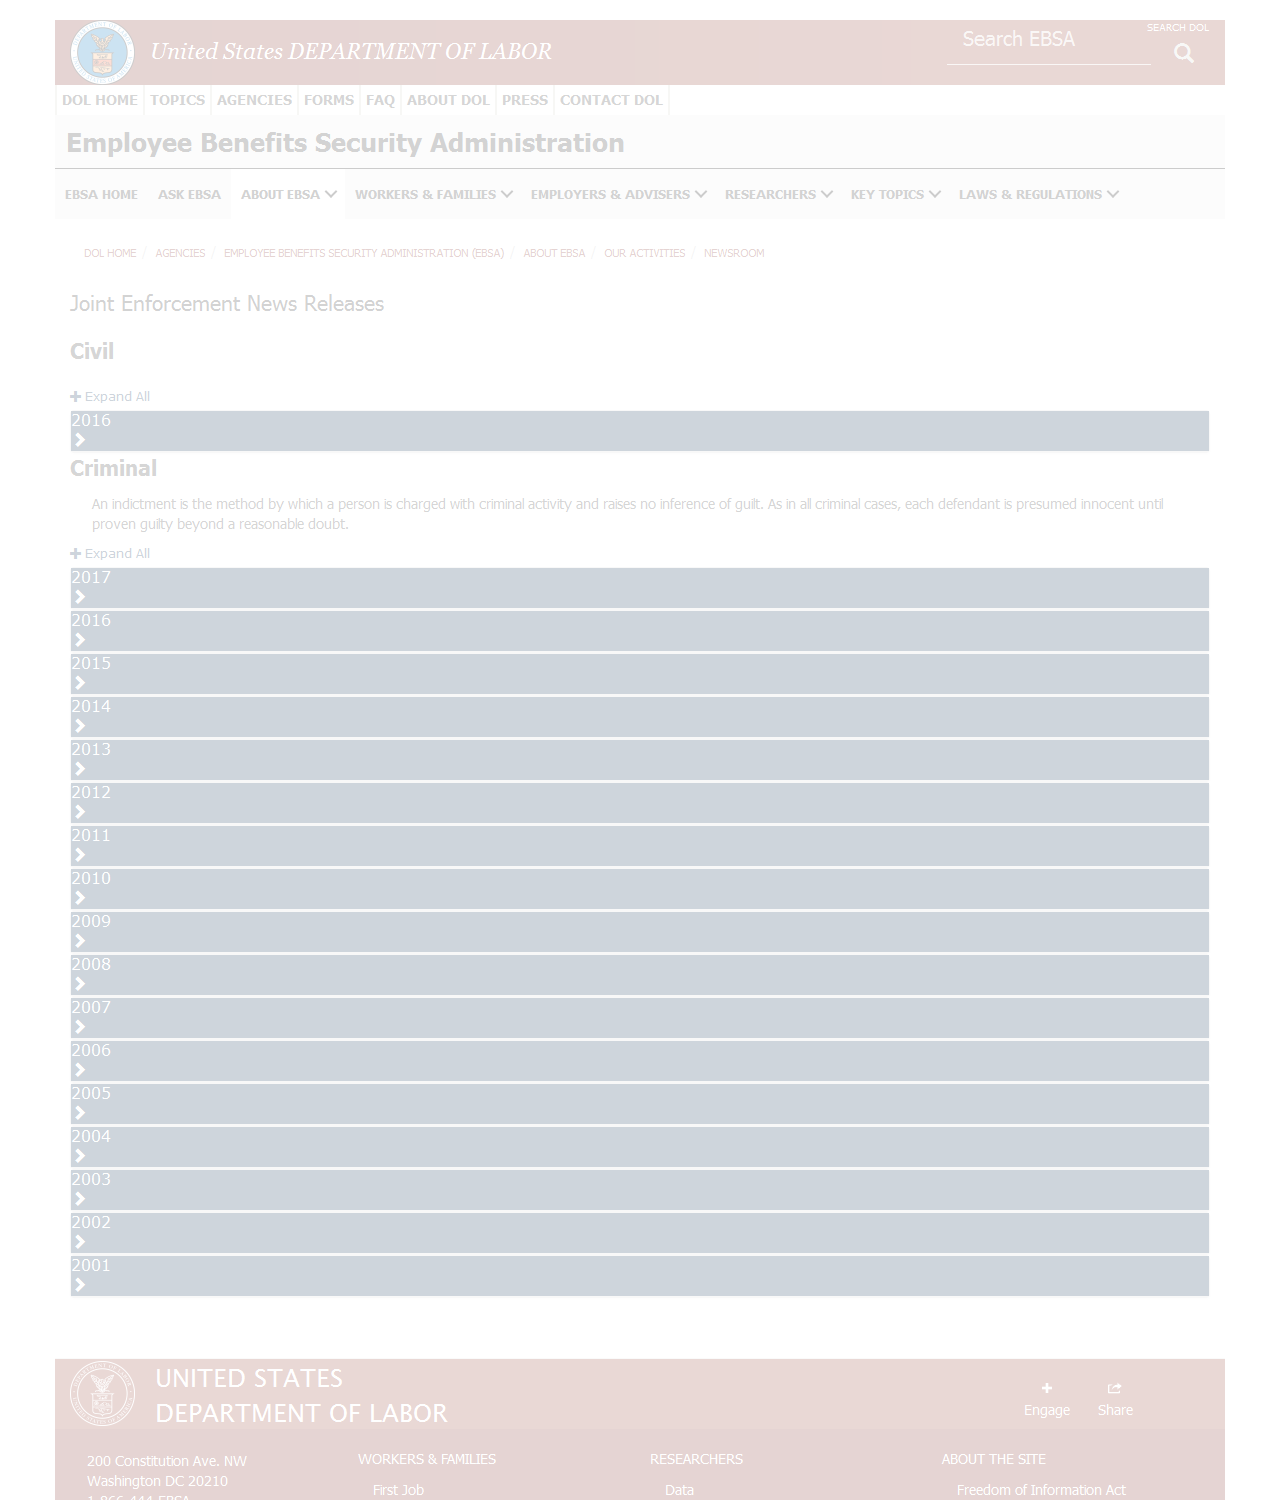 United States DEPARTMENT OF LABOR
Search EBSA
SEARCH DOL
DOL HOME
TOPICS
AGENCIES
FORMS
FAQ
ABOUT DOL
PRESS
CONTACT DOL
Employee Benefits Security Administration
EBSA HOME
ASK EBSA
ABOUT EBSA
WORKERS & FAMILIES
EMPLOYERS & ADVISERS
RESEARCHERS
KEY TOPICS
LAWS & REGULATIONS
DOL HOME / AGENCIES / EMPLOYEE BENEFITS SECURITY ADMINISTRATION (EBSA) / ABOUT EBSA / OUR ACTIVITIES / NEWSROOM
Joint Enforcement News Releases
Civil
Expand All
2016
Criminal
An indictment is the method by which a person is charged with criminal activity and raises no inference of guilt. As in all criminal cases, each defendant is presumed innocent until
proven guilty beyond a reasonable doubt.
Expand All
2017
2016
2015
2014
2013
2012
2011
2010
2009
2008
2007
2006
2005
2004
2003
2002
2001
UNITED STATES
DEPARTMENT OF LABOR
Engage
Share
200 Constitution Ave. NW
Washington DC 20210
1-866-444-EBSA
WORKERS & FAMILIES
First Job
RESEARCHERS
Data
ABOUT THE SITE
Freedom of Information Act